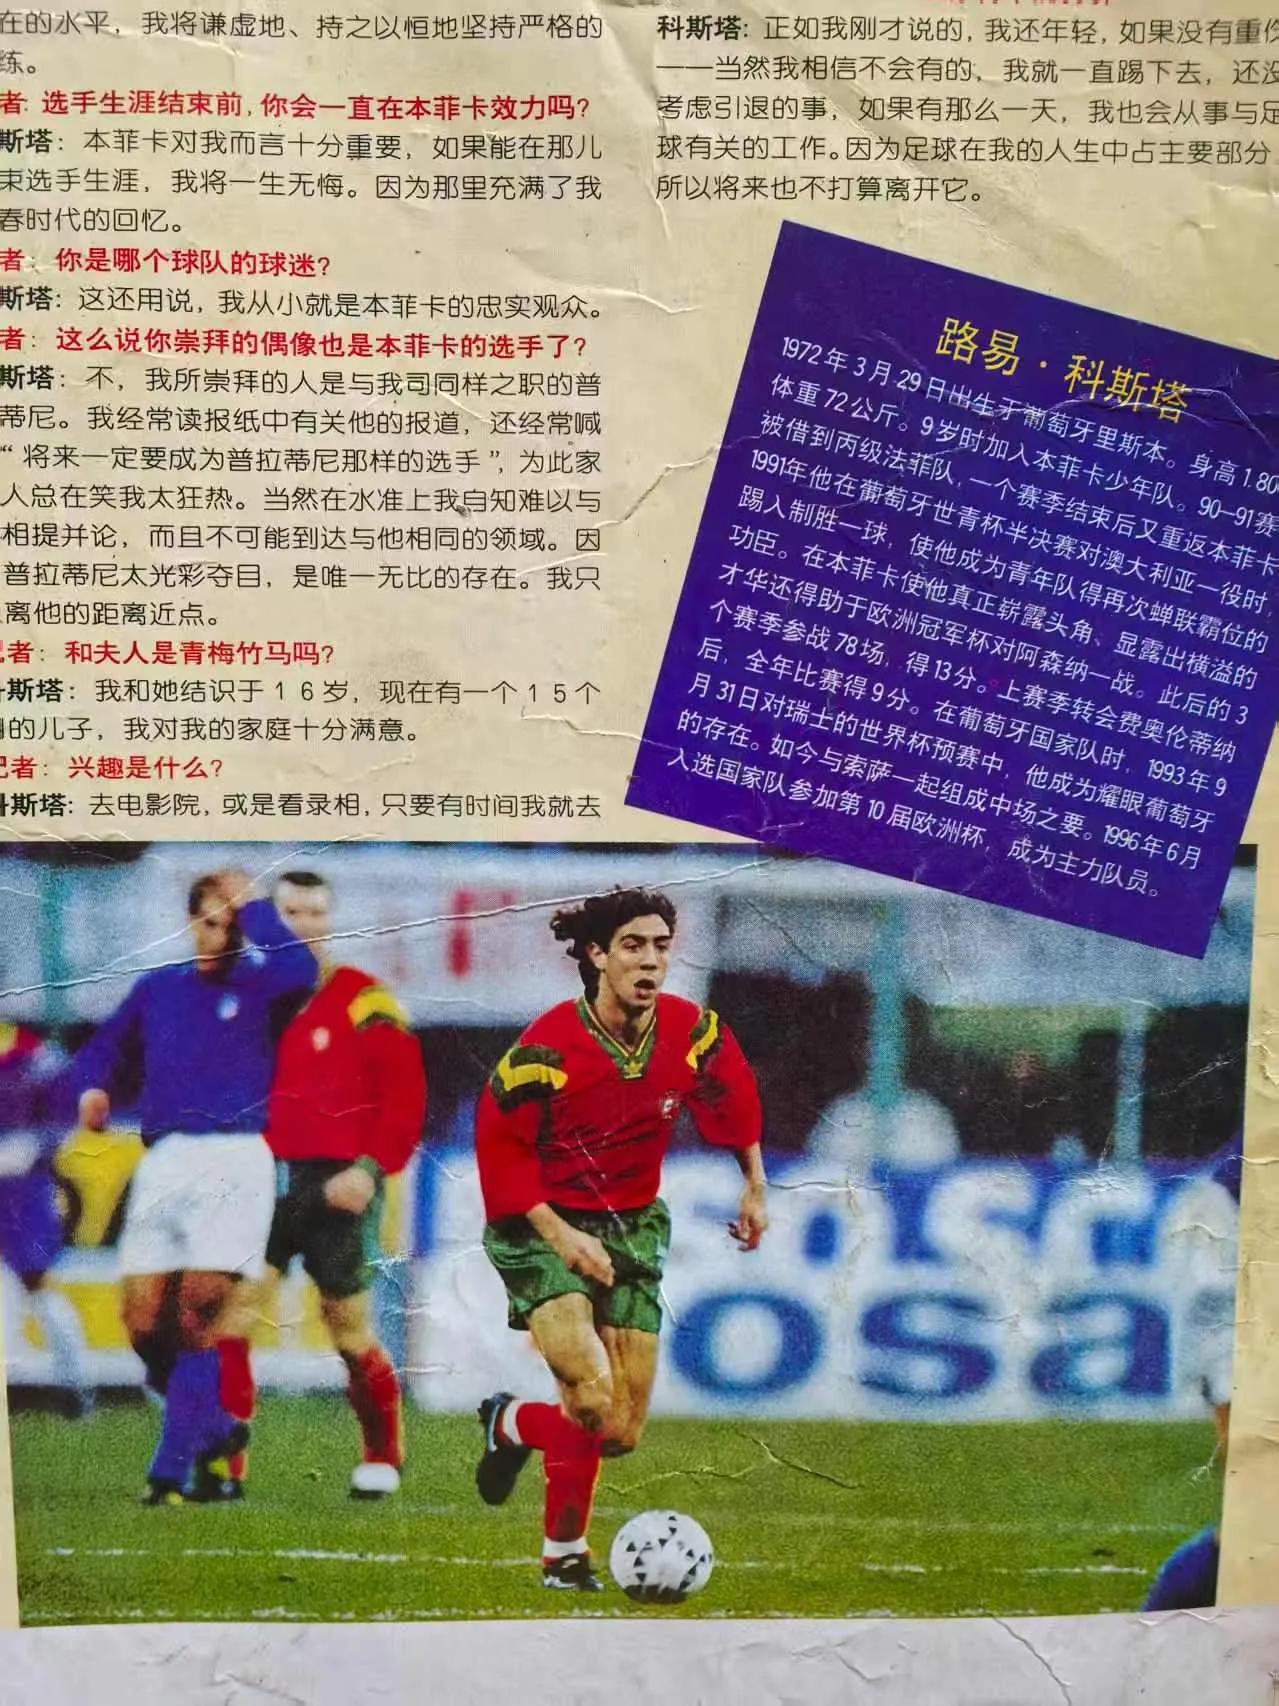 在的水平，我将谦虚地、持之以恒地坚持严格的
练。
者：选手生涯结束前，你会一直在本菲卡效力吗？
斯塔：本菲卡对我而言十分重要，如果能在那儿
束选手生涯，我将一生无悔。因为那里充满了我
春时代的回忆。
者：你是哪个球队的球迷？
斯塔：这还用说，我从小就是本菲卡的忠实观众。
者：这么说你崇拜的偶像也是本菲卡的选手了？
斯塔：不，我所崇拜的人是与我司同样之职的普
蒂尼。我经常读报纸中有关他的报道，还经常喊
“将来一定要成为普拉蒂尼那样的选手”，为此家
人总在笑我太狂热。当然在水准上我自知难以与
相提并论，而且不可能到达与他相同的领域。因
普拉蒂尼太光彩夺目，是唯一无比的存在。我只
离他的距离近点。
记者：和夫人是青梅竹马吗？
科斯塔：我和她结识于16岁，现在有一个15个
的儿子，我对我的家庭十分满意。
记者：兴趣是什么？
科斯塔：去电影院，或是看录相，只要有时间我就去
科斯塔：正如我刚才说的，我还年轻，如果没有重伤
——当然我相信不会有的，我就一直踢下去，还没
考虑引退的事，如果有那么一天，我也会从事与足
球有关的工作。因为足球在我的人生中占主要部分，
所以将来也不打算离开它。
路易·科斯塔
1972年3月29日出生于葡萄牙里斯本。身高1.80
体重72公斤。9岁时加入本菲卡少年队。90—91赛
被借到丙级法菲队，一个赛季结束后又重返本菲卡
1991年他在葡萄牙世青杯半决赛对澳大利亚一役时，
踢入制胜一球，使他成为青年队得再次蝉联霸位的
功臣。在本菲卡使他真正崭露头角、显露出横溢的
才华还得助于欧洲冠军杯对阿森纳一战。此后的3
个赛季参战78场，得13分。上赛季转会费奥伦蒂纳
后，全年比赛得9分。在葡萄牙国家队时，1993年9
月31日对瑞士的世界杯预赛中，他成为耀眼葡萄牙
的存在。如今与索萨一起组成中场之要。1996年6月
入选国家队参加第10届欧洲杯，成为主力队员。
osa